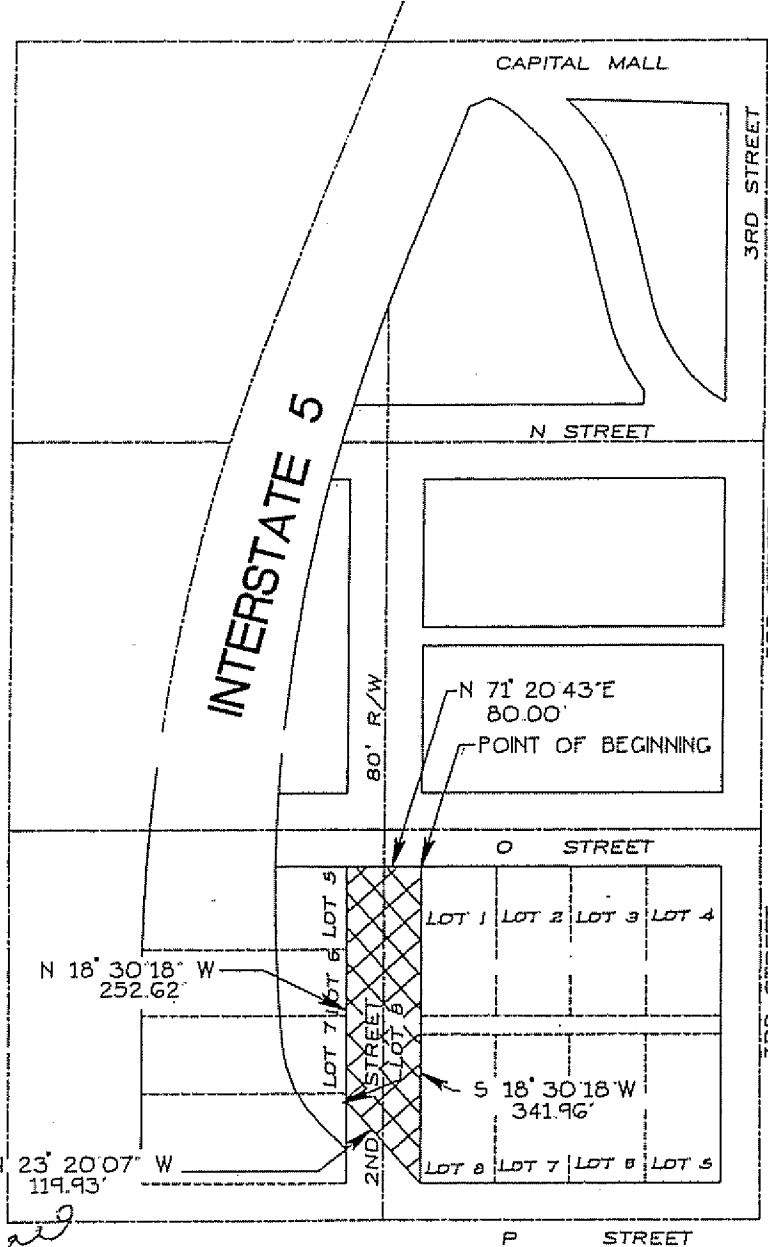 CAPITAL MALL
3RD STREET
N STREET
INTERSTATE 5
80' R/W
N 71° 20'43"E
80.00'
POINT OF BEGINNING
O STREET
LOT 5
LOT 6
LOT 7
LOT 8
2ND STREET
LOT 1
LOT 2
LOT 3
LOT 4
N 18° 30'18" W
252.62'
S 18° 30'18"W
341.96'
23° 20'07" W
119.93'
LOT 8
LOT 7
LOT 6
LOT 5
P STREET